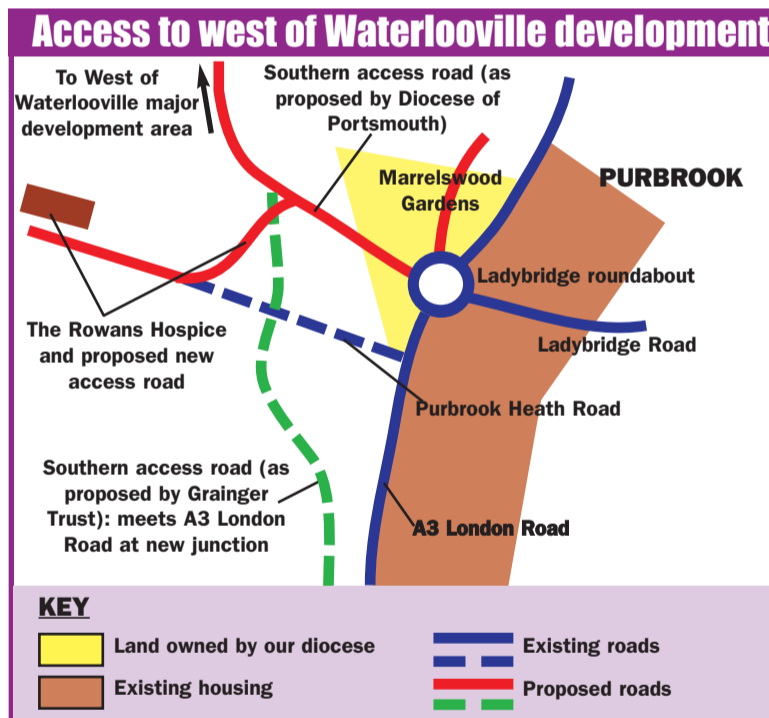 Access to west of Waterlooville development
To West of
Waterlooville major
development area
Southern access road (as
proposed by Diocese of
Portsmouth)
Marrelswood
Gardens
PURBROOK
Ladybridge roundabout
Ladybridge Road
The Rowans Hospice
and proposed new
access road
Purbrook Heath Road
Southern access road (as
proposed by Grainger
Trust): meets A3 London
Road at new junction
A3 London Road
KEY
Land owned by our diocese
Existing housing
Existing roads
Proposed roads